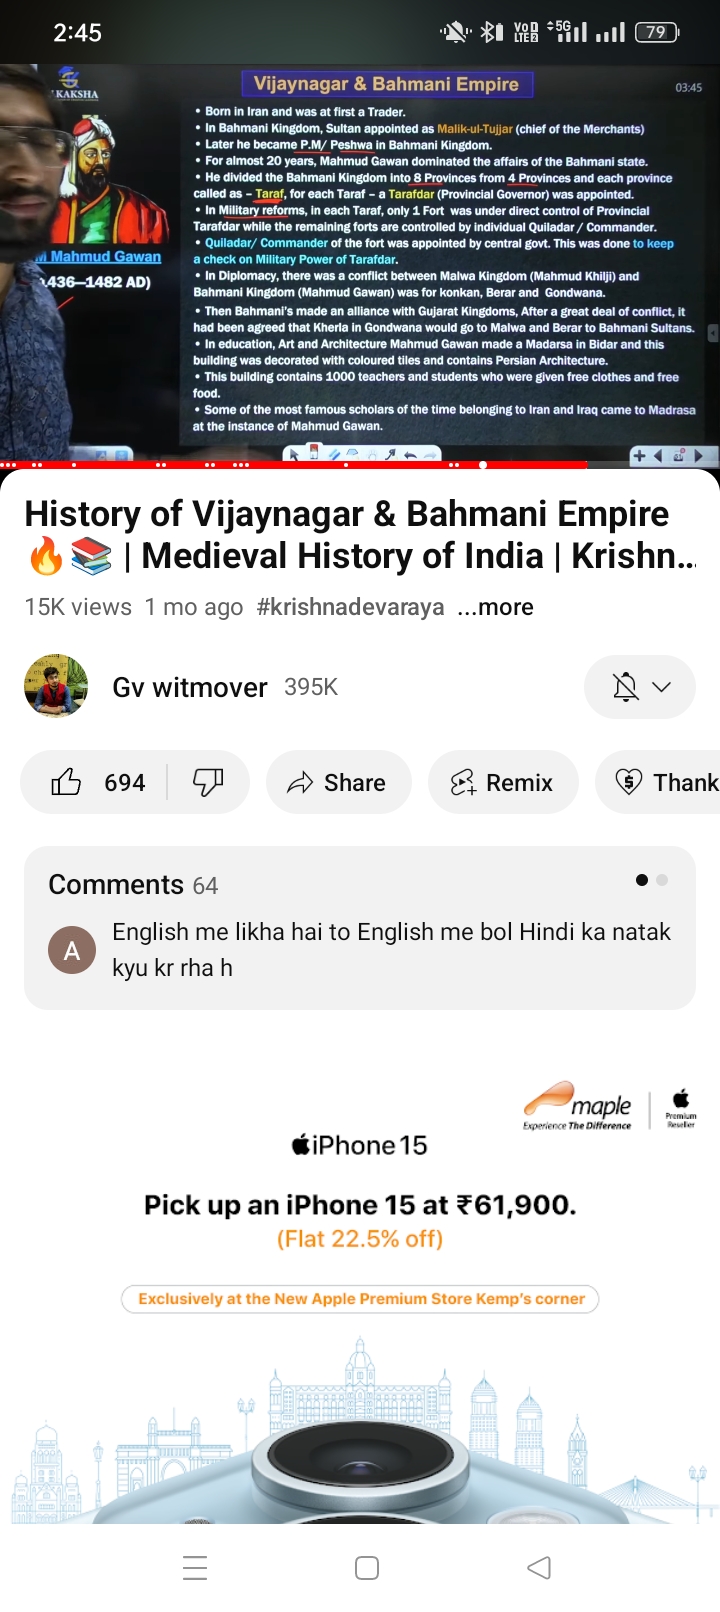 2:45
VoD
LTE2
5G
79
KAKSHA
Vijaynagar & Bahmani Empire
03:45
• Born in Iran and was at first a Trader.
• In Bahmani Kingdom, Sultan appointed as Malik-ul-Tujjar (chief of the Merchants)
• Later he became P.M/ Peshwa in Bahmani Kingdom.
• For almost 20 years, Mahmud Gawan dominated the affairs of the Bahmani state.
• He divided the Bahmani Kingdom into 8 Provinces from 4 Provinces and each province
called as – Taraf, for each Taraf – a Tarafdar (Provincial Governor) was appointed.
• In Military reforms, in each Taraf, only 1 Fort was under direct control of Provincial
Tarafdar while the remaining forts are controlled by individual Quiladar / Commander.
• Quiladar/ Commander of the fort was appointed by central govt. This was done to keep
a check on Military Power of Tarafdar.
• In Diplomacy, there was a conflict between Malwa Kingdom (Mahmud Khilji) and
Bahmani Kingdom (Mahmud Gawan) was for konkan, Berar and Gondwana.
• Then Bahmani's made an alliance with Gujarat Kingdoms, After a great deal of conflict, it
had been agreed that Kherla in Gondwana would go to Malwa and Berar to Bahmani Sultans.
• In education, Art and Architecture Mahmud Gawan made a Madarsa in Bidar and this
building was decorated with coloured tiles and contains Persian Architecture.
• This building contains 1000 teachers and students who were given free clothes and free
food.
• Some of the most famous scholars of the time belonging to Iran and Iraq came to Madrasa
at the instance of Mahmud Gawan.
Mahmud Gawan
436—1482 AD)
History of Vijaynagar & Bahmani Empire
🔥📚 | Medieval History of India | Krishn...
15K views 1 mo ago #krishnadevaraya ...more
Gv witmover 395K
694 Share Remix Thank
Comments 64
A
English me likha hai to English me bol Hindi ka natak
kyu kr rha h
maple
Experience The Difference
Premium
Reseller
iPhone 15
Pick up an iPhone 15 at ₹61,900.
(Flat 22.5% off)
Exclusively at the New Apple Premium Store Kemp's corner